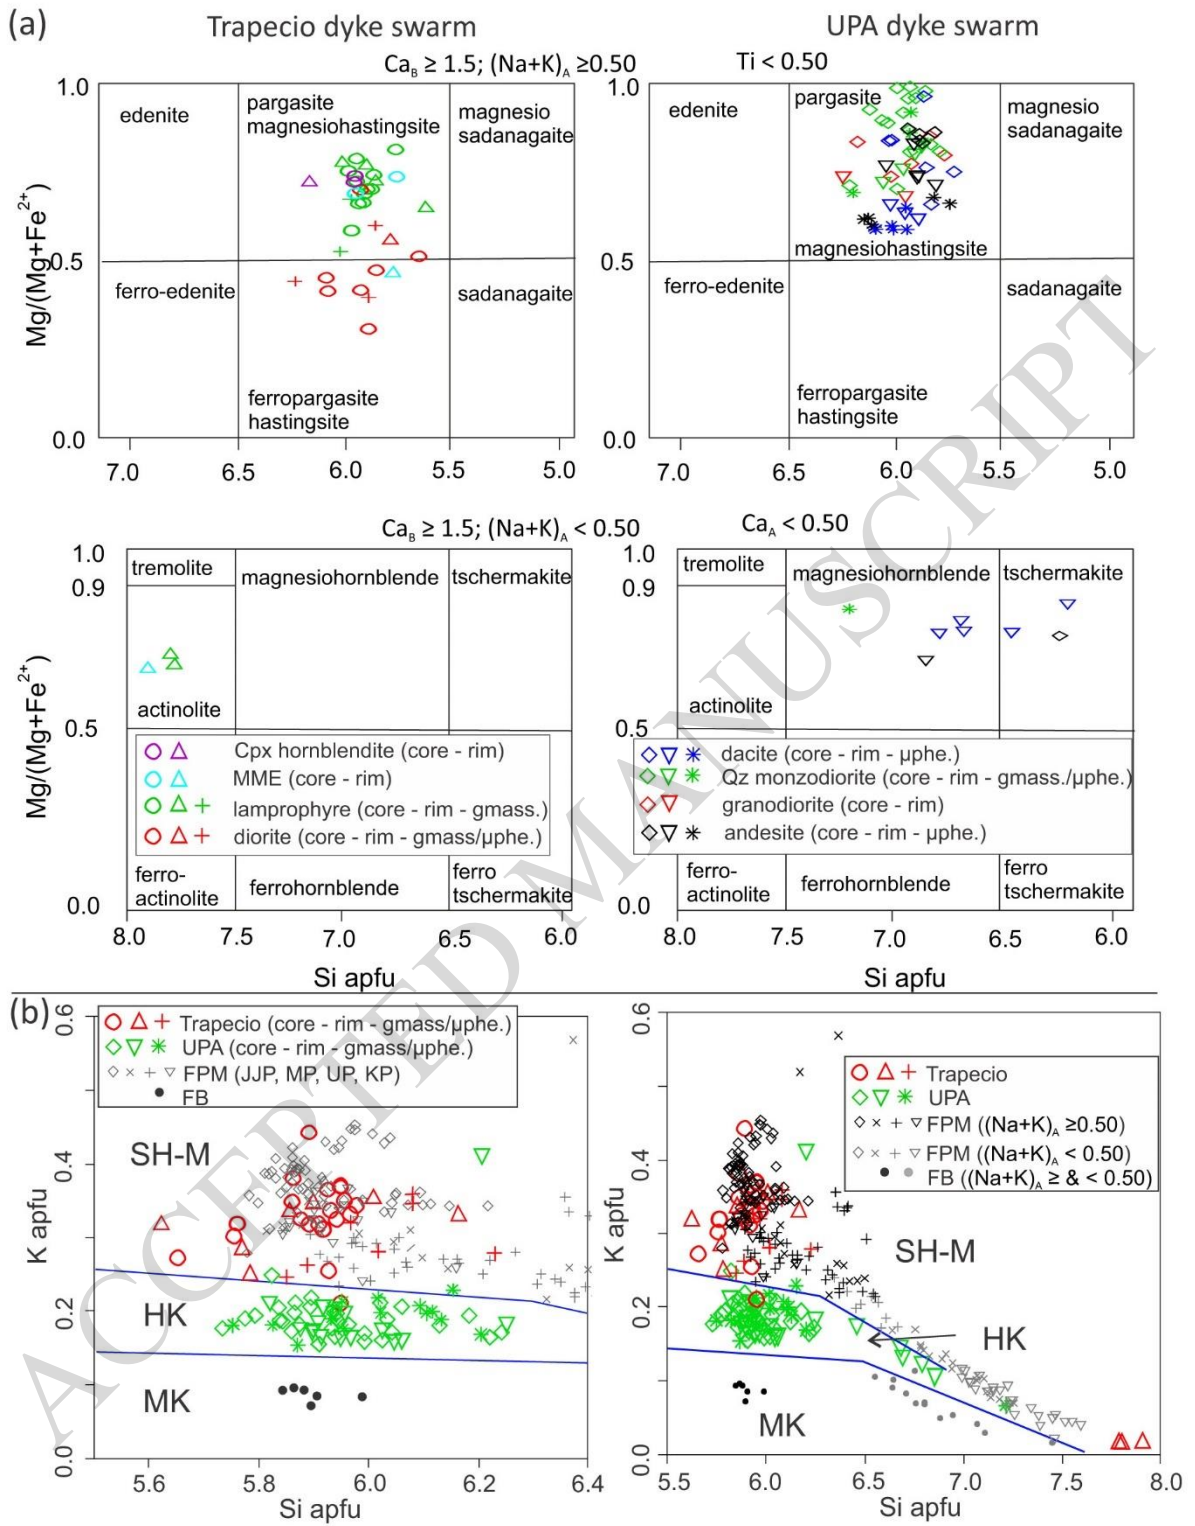 (a)
Trapecio dyke swarm
UPA dyke swarm
Ca_B ≥ 1.5; (Na+K)_A ≥0.50
Ti < 0.50
Mg/(Mg+Fe²⁺)
1.0
0.5
0.0
edenite
pargasite
magnesiohastingsite
magnesio
sadanagaite
ferro-edenite
sadanagaite
ferropargasite
hastingsite
7.0 6.5 6.0 5.5 5.0
1.0
0.5
0.0
edenite
pargasite
magnesio
sadanagaite
magnesiohastingsite
ferro-edenite
sadanagaite
ferropargasite
hastingsite
7.0 6.5 6.0 5.5 5.0
Ca_B ≥ 1.5; (Na+K)_A < 0.50
Ca_A < 0.50
Mg/(Mg+Fe²⁺)
1.0
0.9
0.5
0.0
tremolite
magnesiohornblende
tschermakite
actinolite
Cpx hornblendite (core - rim)
MME (core - rim)
lamprophyre (core - rim - gmass.)
diorite (core - rim - gmass/µphe.)
ferro-
actinolite
ferrohornblende
ferro
tschermakite
8.0 7.5 7.0 6.5 6.0
Si apfu
1.0
0.9
0.5
0.0
tremolite
magnesiohornblende
tschermakite
actinolite
dacite (core - rim - µphe.)
Qz monzodiorite (core - rim - gmass./µphe.)
granodiorite (core - rim)
andesite (core - rim - µphe.)
ferro-
actinolite
ferrohornblende
ferro
tschermakite
8.0 7.5 7.0 6.5 6.0
Si apfu
(b)
K apfu
0.6
0.4
0.2
0.0
Trapecio (core - rim - gmass/µphe.)
UPA (core - rim - gmass/µphe.)
FPM (JJP, MP, UP, KP)
FB
SH-M
HK
MK
5.6 5.8 6.0 6.2 6.4
Si apfu
K apfu
0.6
0.4
0.2
0.0
Trapecio
UPA
FPM ((Na+K)_A ≥0.50)
FPM ((Na+K)_A < 0.50)
FB ((Na+K)_A ≥ & < 0.50)
SH-M
HK
MK
5.5 6.0 6.5 7.0 7.5 8.0
Si apfu
ACCEPTED MANUSCRIPT